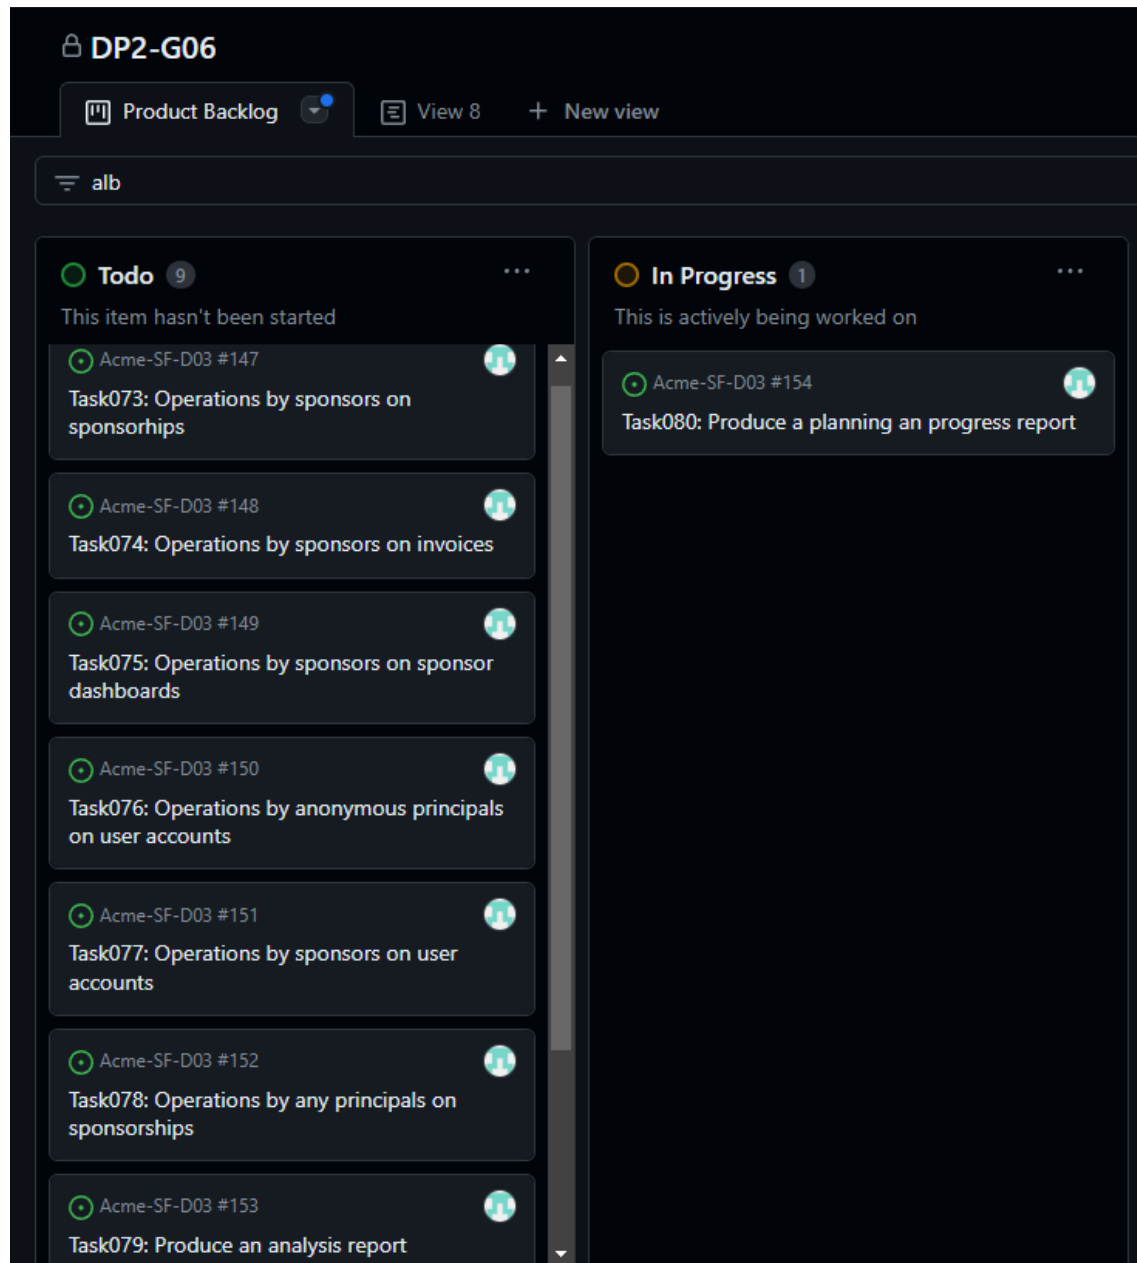 DP2-G06
Product Backlog
View 8
+ New view
alb
Todo 9
This item hasn't been started
Acme-SF-D03 #147
Task073: Operations by sponsors on
sponsorhips
Acme-SF-D03 #148
Task074: Operations by sponsors on invoices
Acme-SF-D03 #149
Task075: Operations by sponsors on sponsor
dashboards
Acme-SF-D03 #150
Task076: Operations by anonymous principals
on user accounts
Acme-SF-D03 #151
Task077: Operations by sponsors on user
accounts
Acme-SF-D03 #152
Task078: Operations by any principals on
sponsorships
Acme-SF-D03 #153
Task079: Produce an analysis report
In Progress 1
This is actively being worked on
Acme-SF-D03 #154
Task080: Produce a planning an progress report